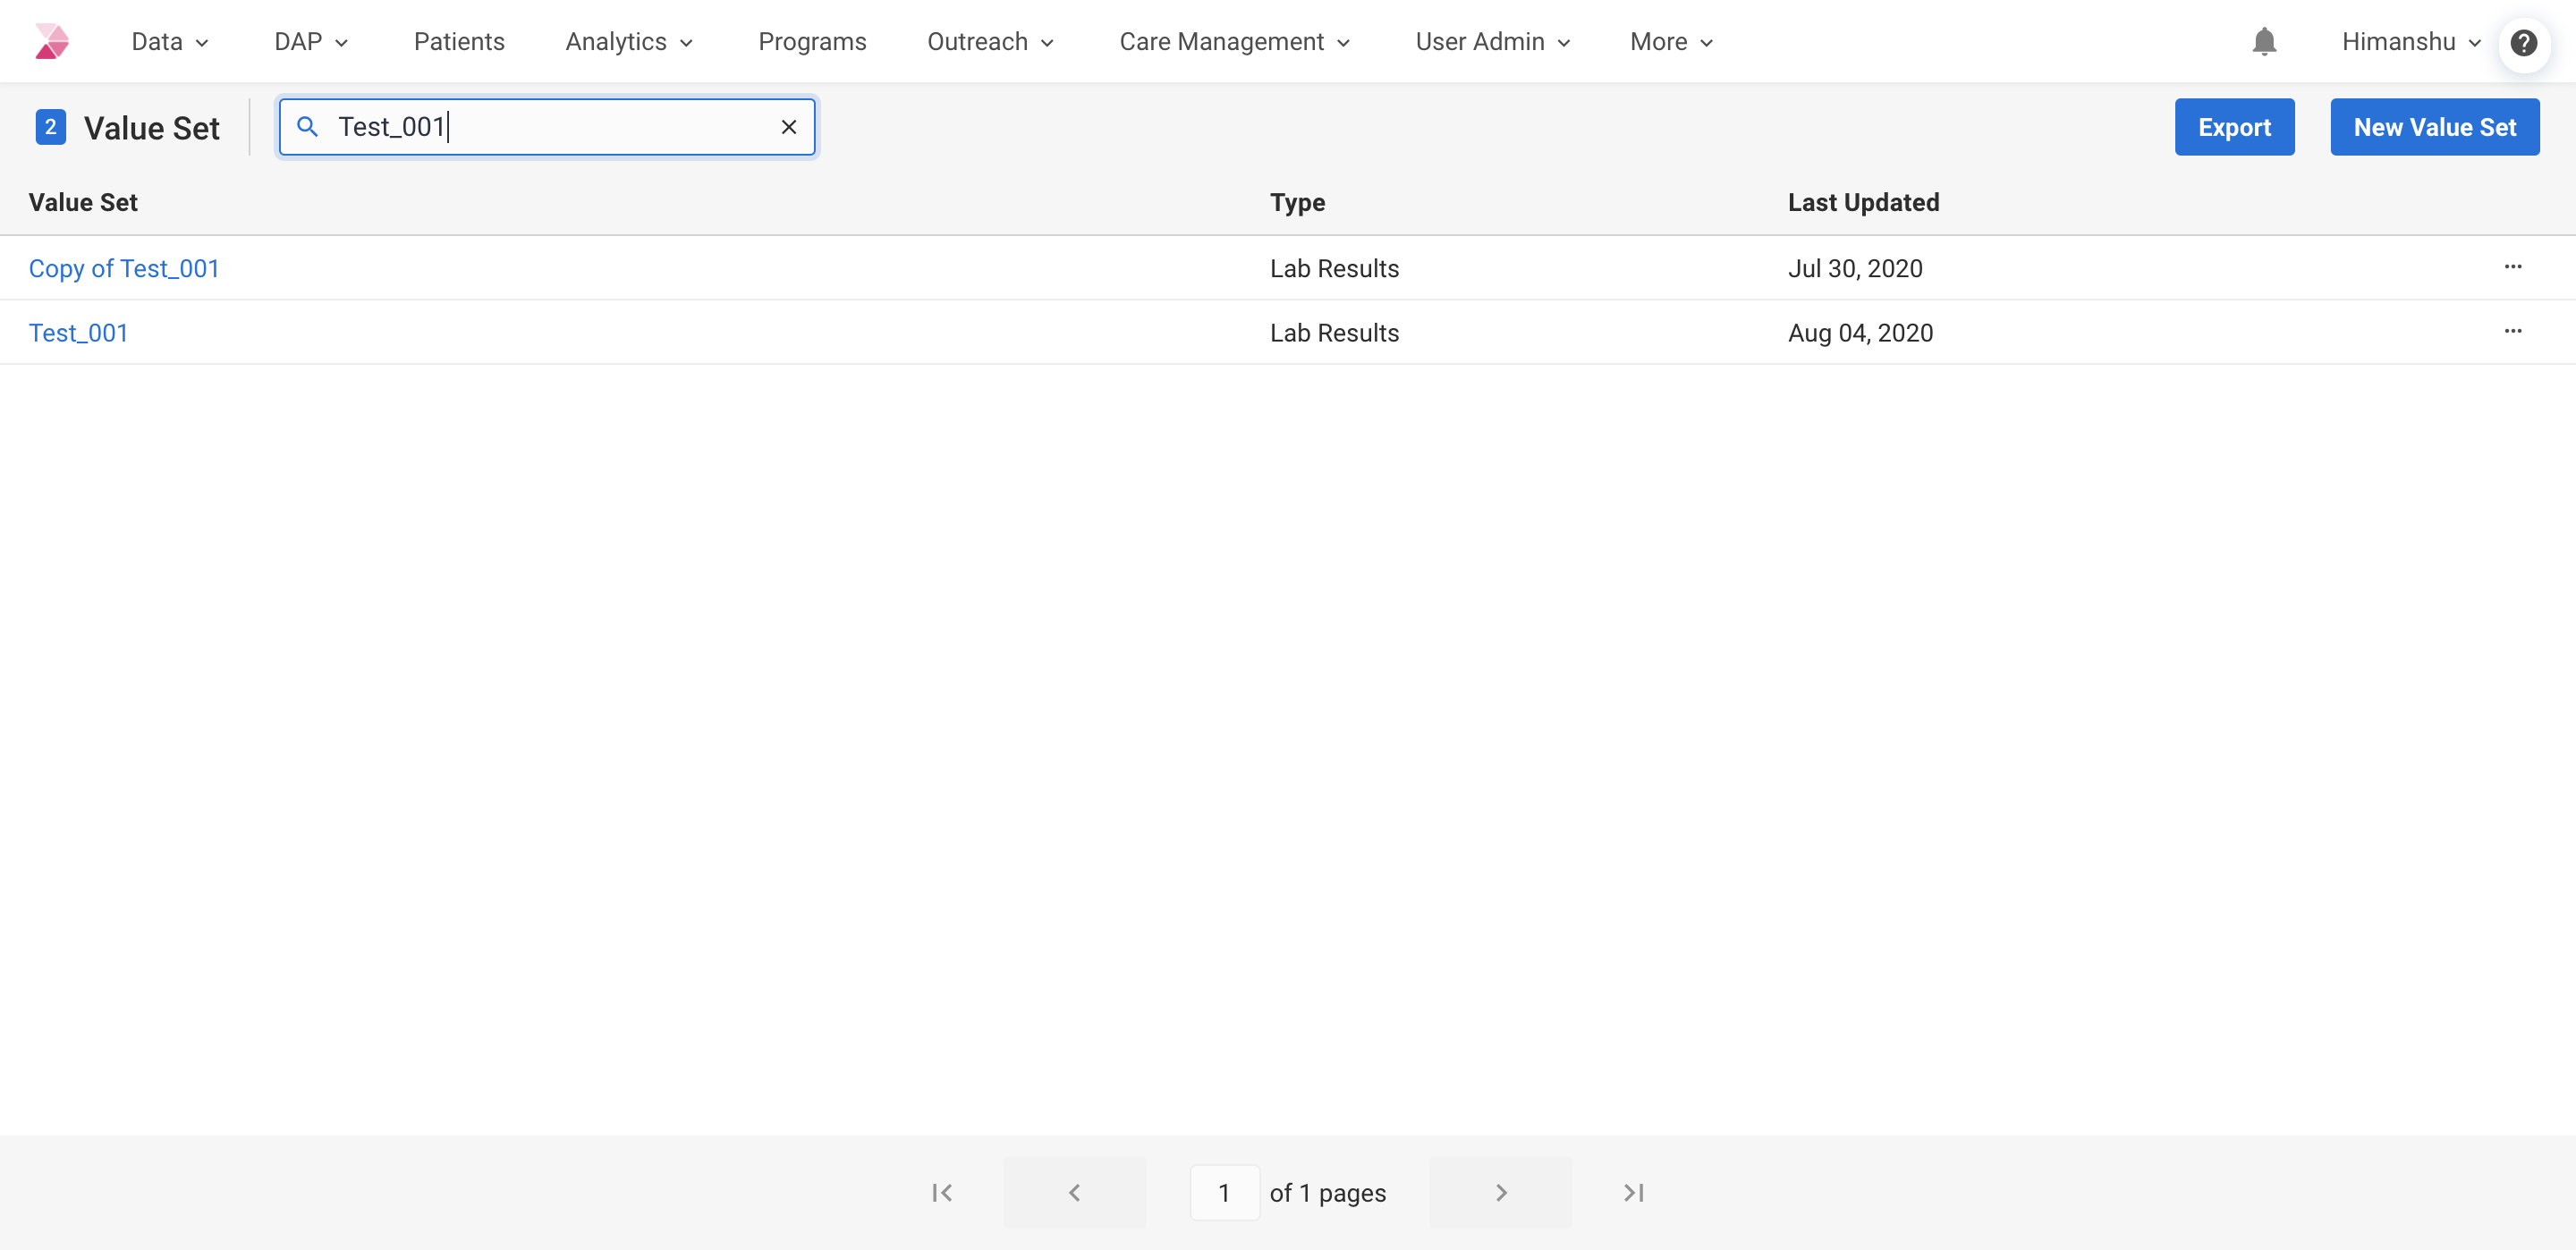 Data DAP Patients Analytics Programs Outreach Care Management User Admin More Himanshu ?
2 Value Set Test_001 Export New Value Set
Value Set Type Last Updated
Copy of Test_001 Lab Results Jul 30, 2020
Test_001 Lab Results Aug 04, 2020
1 of 1 pages